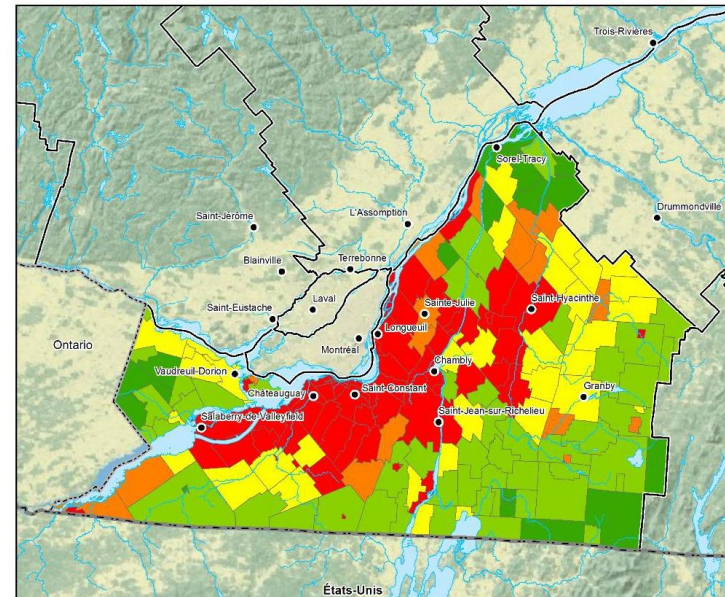 Trois-Rivières
Sorel-Tracy
Drummondville
L'Assomption
Saint-Jérôme
Blainville
Terrebonne
Saint-Eustache
Laval
Sainte-Julie
Saint-Hyacinthe
Longueuil
Montréal
Ontario
Vaudreuil-Dorion
Chambly
Châteauguay
Saint-Constant
Granby
Salaberry-de-Valleyfield
Saint-Jean-sur-Richelieu
États-Unis